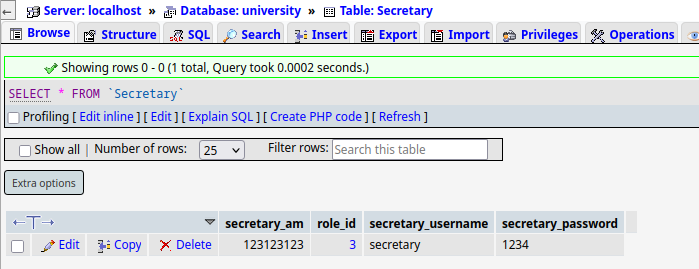 ← Server: localhost » Database: university » Table: Secretary
Browse Structure SQL Search Insert Export Import Privileges Operations
Showing rows 0 - 0 (1 total, Query took 0.0002 seconds.)
SELECT * FROM `Secretary`
Profiling [ Edit inline ] [ Edit ] [ Explain SQL ] [ Create PHP code ] [ Refresh ]
Show all | Number of rows: 25 Filter rows: Search this table
Extra options
←T→ secretary_am role_id secretary_username secretary_password
Edit Copy Delete 123123123 3 secretary 1234